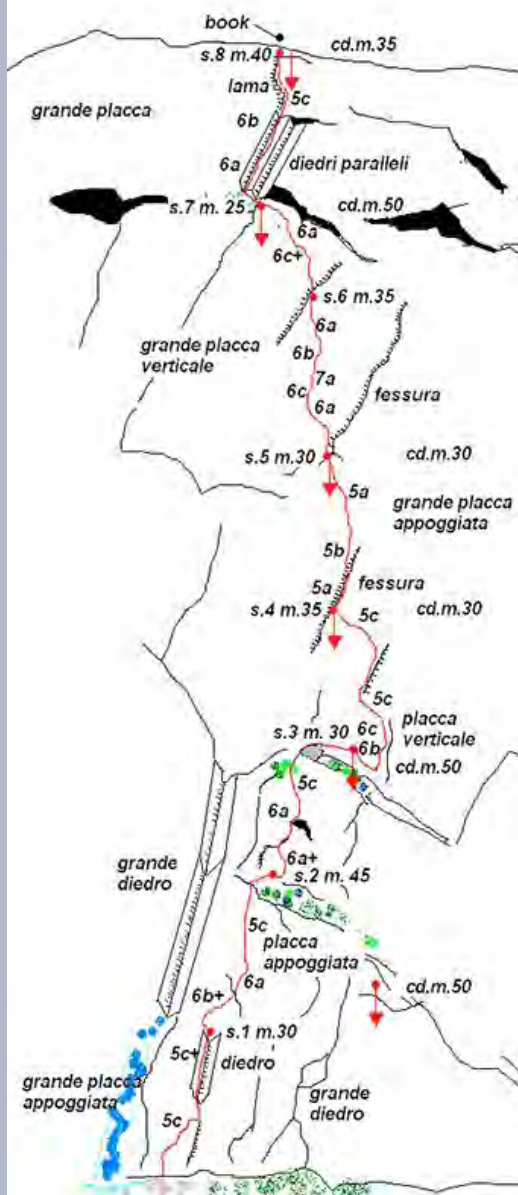 book
s.8 m.40
cd.m.35
lama
5c
grande placca
6b
6a
diedri paralleli
s.7 m. 25
cd.m.50
6a
6c+
s.6 m.35
grande placca
verticale
6a
6b
7a
6c
6a
fessura
s.5 m.30
cd.m.30
5a
grande placca
appoggiata
5b
5a
fessura
s.4 m.35
5c
cd.m.30
5c
placca
verticale
s.3 m. 30
6c
6b
cd.m.50
5c
6a
grande
diedro
6a+
s.2 m. 45
5c
placca
appoggiata
6a
6b+
cd.m.50
s.1 m.30
5c+
diedro
grande placca
appoggiata
grande
diedro
5c